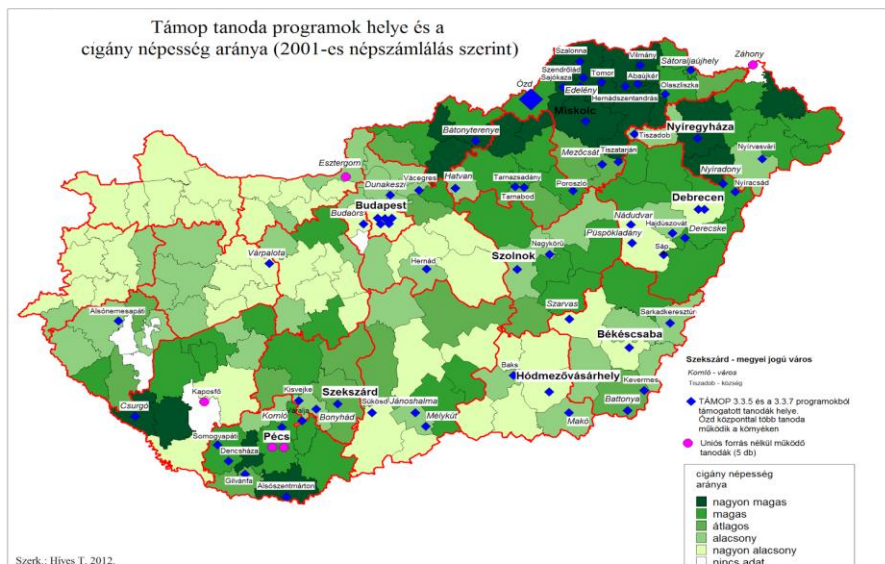 Támop tanoda programok helye és a
cigány népesség aránya (2001-es népszámlálás szerint)
Szalonna
Vilmány
Sátoraljaújhely
Záhony
Szendrőlád
Sajókaza
Tomor
Abaújkér
Ózd
Edelény
Olaszliszka
Hernádszentandrás
Miskolc
Nyíregyháza
Bátonyterenye
Tiszadob
Esztergom
Mezőcsát
Tiszatarján
Nyírvasvári
Vácegres
Hatvan
Tarnazsadány
Nyíradony
Dunakeszi
Poroszló
Nyíracsád
Tarnabod
Budapest
Debrecen
Budaörs
Nádudvar
Hajdúszovát
Derecske
Püspökladány
Nagykörű
Várpalota
Hernád
Szolnok
Sáp
Alsónemesapáti
Szarvas
Sarkadkeresztúr
Békéscsaba
Kaposfő
Baks
Hódmezővásárhely
Kisvejke
Szekszárd
Kevermes
Csurgó
Komló
Váralja
Bonyhád
Sükösd
Jánoshalma
Mélykút
Makó
Battonya
Pécs
Somogyapáti
Dencsháza
Gilvánfa
Alsószentmárton
Szekszárd - megyei jogú város
Komló - város
Tiszadob - község
TÁMOP 3.3.5 és a 3.3.7 programokból
támogatott tanodák helye.
Ózd központtal több tanoda
működik a környéken
Uniós forrás nélkül működő
tanodák (5 db)
cigány népesség
aránya
nagyon magas
magas
átlagos
alacsony
nagyon alacsony
nincs adat
Szerk.: Híves T. 2012.